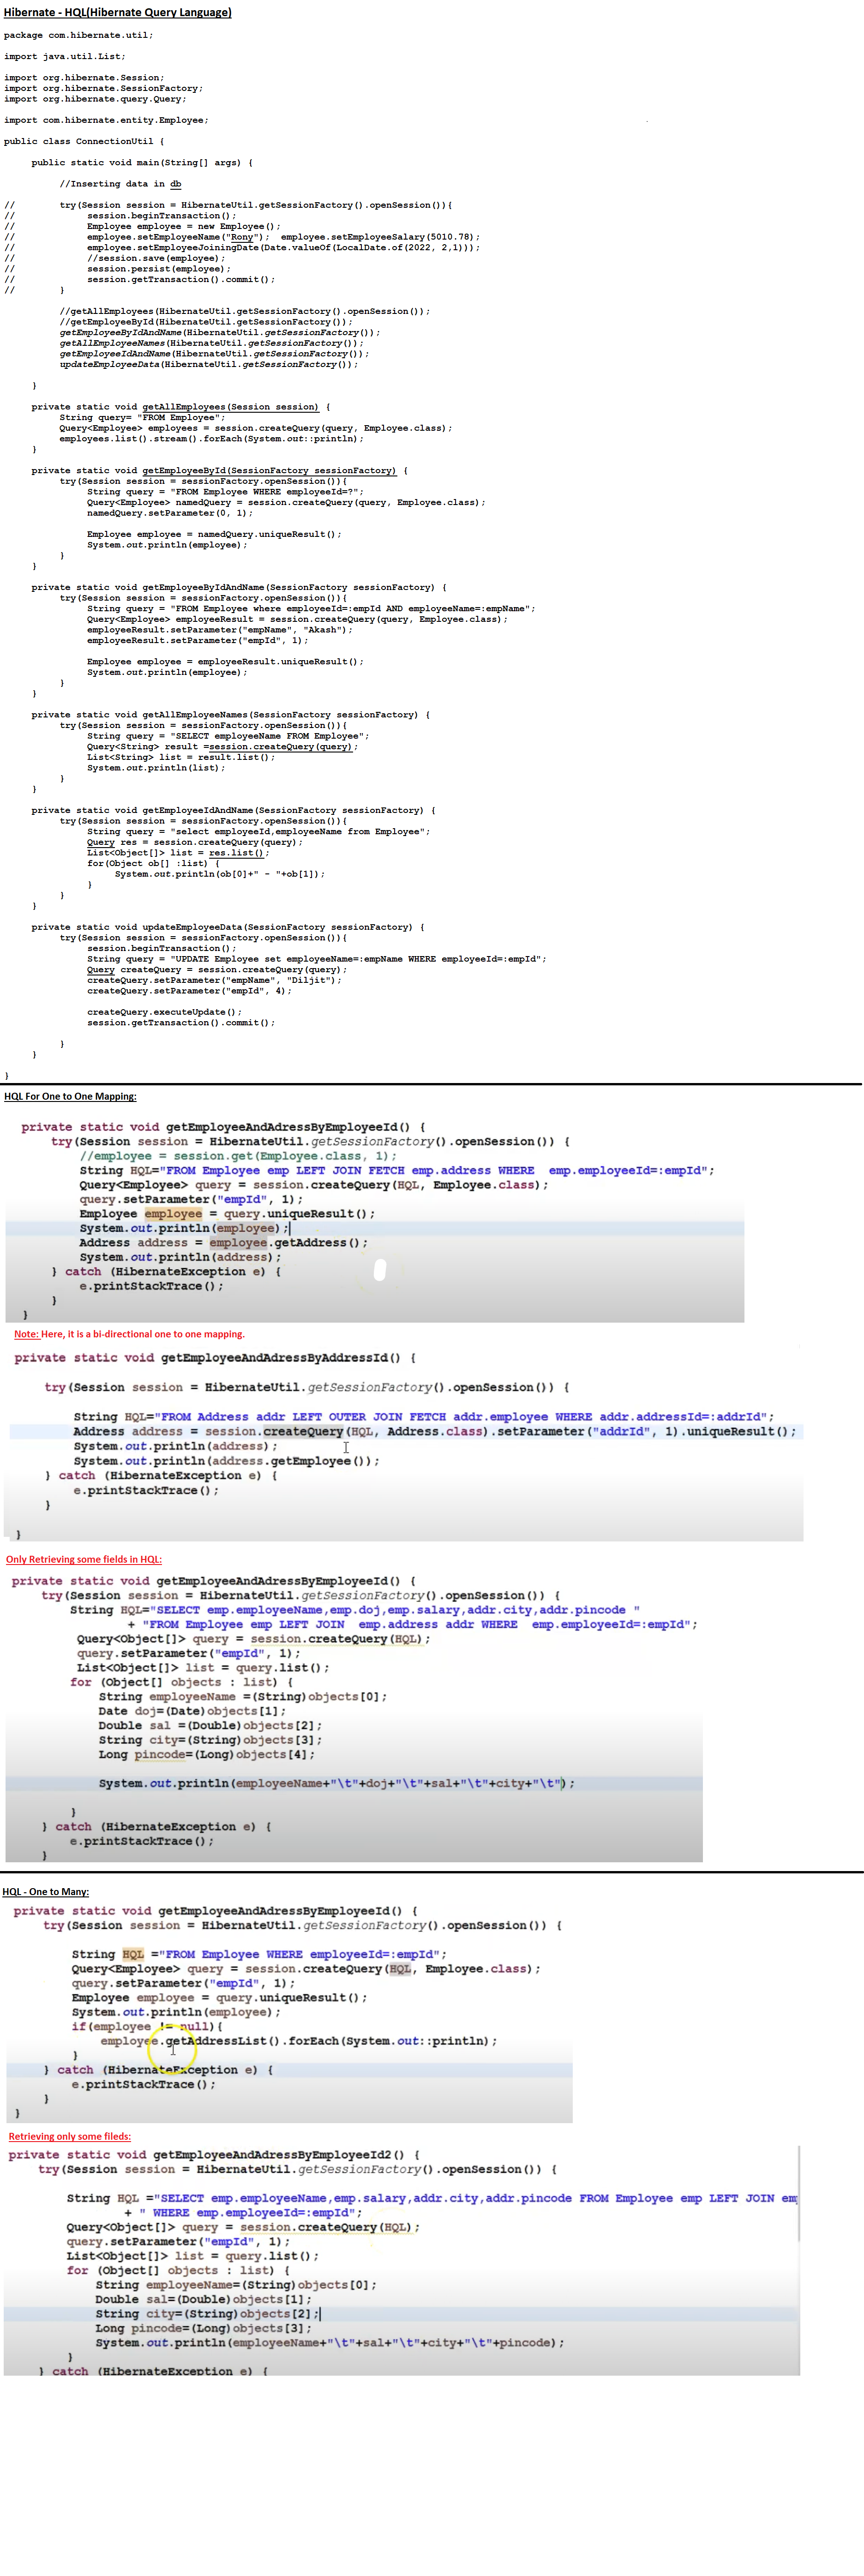 Hibernate - HQL(Hibernate Query Language)
package com.hibernate.util;
import java.util.List;
import org.hibernate.Session;
import org.hibernate.SessionFactory;
import org.hibernate.query.Query;
import com.hibernate.entity.Employee;
public class ConnectionUtil {
public static void main(String[] args) {
//Inserting data in db
// try(Session session = HibernateUtil.getSessionFactory().openSession()){
// session.beginTransaction();
// Employee employee = new Employee();
// employee.setEmployeeName("Rony"); employee.setEmployeeSalary(5010.78);
// employee.setEmployeeJoiningDate(Date.valueOf(LocalDate.of(2022, 2,1)));
// //session.save(employee);
// session.persist(employee);
// session.getTransaction().commit();
// }
//getAllEmployees(HibernateUtil.getSessionFactory().openSession());
//getEmployeeById(HibernateUtil.getSessionFactory());
getEmployeeByIdAndName(HibernateUtil.getSessionFactory());
getAllEmployeeNames(HibernateUtil.getSessionFactory());
getEmployeeIdAndName(HibernateUtil.getSessionFactory());
updateEmployeeData(HibernateUtil.getSessionFactory());
}
private static void getAllEmployees(Session session) {
String query= "FROM Employee";
Query<Employee> employees = session.createQuery(query, Employee.class);
employees.list().stream().forEach(System.out::println);
}
private static void getEmployeeById(SessionFactory sessionFactory) {
try(Session session = sessionFactory.openSession()){
String query = "FROM Employee WHERE employeeId=?";
Query<Employee> namedQuery = session.createQuery(query, Employee.class);
namedQuery.setParameter(0, 1);
Employee employee = namedQuery.uniqueResult();
System.out.println(employee);
}
}
private static void getEmployeeByIdAndName(SessionFactory sessionFactory) {
try(Session session = sessionFactory.openSession()){
String query = "FROM Employee where employeeId=:empId AND employeeName=:empName";
Query<Employee> employeeResult = session.createQuery(query, Employee.class);
employeeResult.setParameter("empName", "Akash");
employeeResult.setParameter("empId", 1);
Employee employee = employeeResult.uniqueResult();
System.out.println(employee);
}
}
private static void getAllEmployeeNames(SessionFactory sessionFactory) {
try(Session session = sessionFactory.openSession()){
String query = "SELECT employeeName FROM Employee";
Query<String> result =session.createQuery(query);
List<String> list = result.list();
System.out.println(list);
}
}
private static void getEmployeeIdAndName(SessionFactory sessionFactory) {
try(Session session = sessionFactory.openSession()){
String query = "select employeeId,employeeName from Employee";
Query res = session.createQuery(query);
List<Object[]> list = res.list();
for(Object ob[] :list) {
System.out.println(ob[0]+" - "+ob[1]);
}
}
}
private static void updateEmployeeData(SessionFactory sessionFactory) {
try(Session session = sessionFactory.openSession()){
session.beginTransaction();
String query = "UPDATE Employee set employeeName=:empName WHERE employeeId=:empId";
Query createQuery = session.createQuery(query);
createQuery.setParameter("empName", "Diljit");
createQuery.setParameter("empId", 4);
createQuery.executeUpdate();
session.getTransaction().commit();
}
}
}
HQL For One to One Mapping:
private static void getEmployeeAndAdressByEmployeeId() {
try(Session session = HibernateUtil.getSessionFactory().openSession()) {
//employee = session.get(Employee.class, 1);
String HQL="FROM Employee emp LEFT JOIN FETCH emp.address WHERE emp.employeeId=:empId";
Query<Employee> query = session.createQuery(HQL, Employee.class);
query.setParameter("empId", 1);
Employee employee = query.uniqueResult();
System.out.println(employee);
Address address = employee.getAddress();
System.out.println(address);
} catch (HibernateException e) {
e.printStackTrace();
}
}
Note: Here, it is a bi-directional one to one mapping.
private static void getEmployeeAndAdressByAddressId() {
try(Session session = HibernateUtil.getSessionFactory().openSession()) {
String HQL="FROM Address addr LEFT OUTER JOIN FETCH addr.employee WHERE addr.addressId=:addrId";
Address address = session.createQuery(HQL, Address.class).setParameter("addrId", 1).uniqueResult();
System.out.println(address);
System.out.println(address.getEmployee());
} catch (HibernateException e) {
e.printStackTrace();
}
}
Only Retrieving some fields in HQL:
private static void getEmployeeAndAdressByEmployeeId() {
try(Session session = HibernateUtil.getSessionFactory().openSession()) {
String HQL="SELECT emp.employeeName,emp.doj,emp.salary,addr.city,addr.pincode "
+ "FROM Employee emp LEFT JOIN emp.address addr WHERE emp.employeeId=:empId";
Query<Object[]> query = session.createQuery(HQL);
query.setParameter("empId", 1);
List<Object[]> list = query.list();
for (Object[] objects : list) {
String employeeName =(String)objects[0];
Date doj=(Date)objects[1];
Double sal =(Double)objects[2];
String city=(String)objects[3];
Long pincode=(Long)objects[4];
System.out.println(employeeName+"\t"+doj+"\t"+sal+"\t"+city+"\t");
}
} catch (HibernateException e) {
e.printStackTrace();
}
HQL - One to Many:
private static void getEmployeeAndAdressByEmployeeId() {
try(Session session = HibernateUtil.getSessionFactory().openSession()) {
String HQL ="FROM Employee WHERE employeeId=:empId";
Query<Employee> query = session.createQuery(HQL, Employee.class);
query.setParameter("empId", 1);
Employee employee = query.uniqueResult();
System.out.println(employee);
if(employee != null){
employee.getAddressList().forEach(System.out::println);
}
} catch (HibernateException e) {
e.printStackTrace();
}
}
Retrieving only some fileds:
private static void getEmployeeAndAdressByEmployeeId2() {
try(Session session = HibernateUtil.getSessionFactory().openSession()) {
String HQL ="SELECT emp.employeeName,emp.salary,addr.city,addr.pincode FROM Employee emp LEFT JOIN em
+ " WHERE emp.employeeId=:empId";
Query<Object[]> query = session.createQuery(HQL);
query.setParameter("empId", 1);
List<Object[]> list = query.list();
for (Object[] objects : list) {
String employeeName=(String)objects[0];
Double sal=(Double)objects[1];
String city=(String)objects[2];
Long pincode=(Long)objects[3];
System.out.println(employeeName+"\t"+sal+"\t"+city+"\t"+pincode);
}
} catch (HibernateException e) {